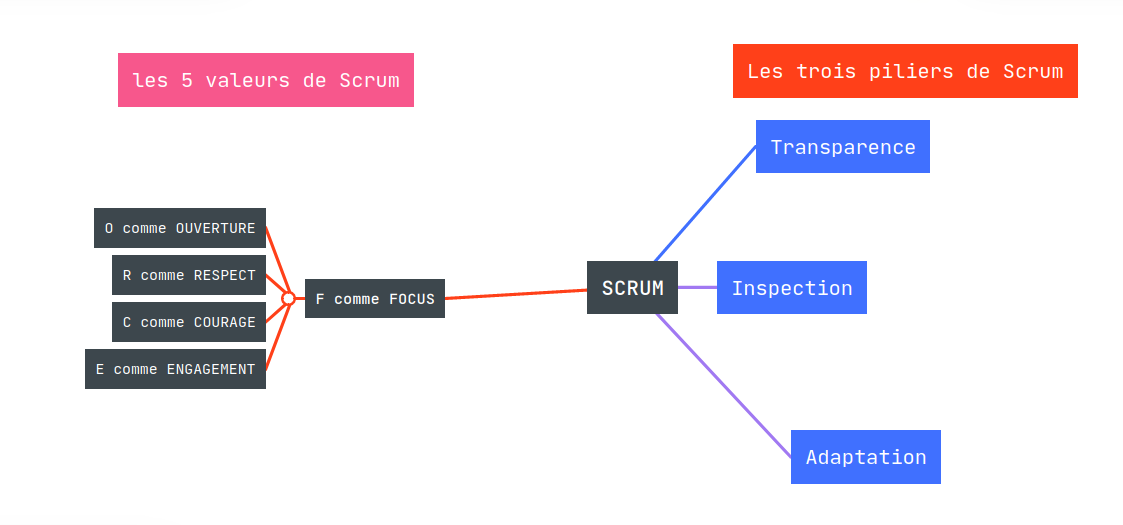 les 5 valeurs de Scrum
Les trois piliers de Scrum
Transparence
O comme OUVERTURE
R comme RESPECT
F comme FOCUS
SCRUM
Inspection
C comme COURAGE
E comme ENGAGEMENT
Adaptation